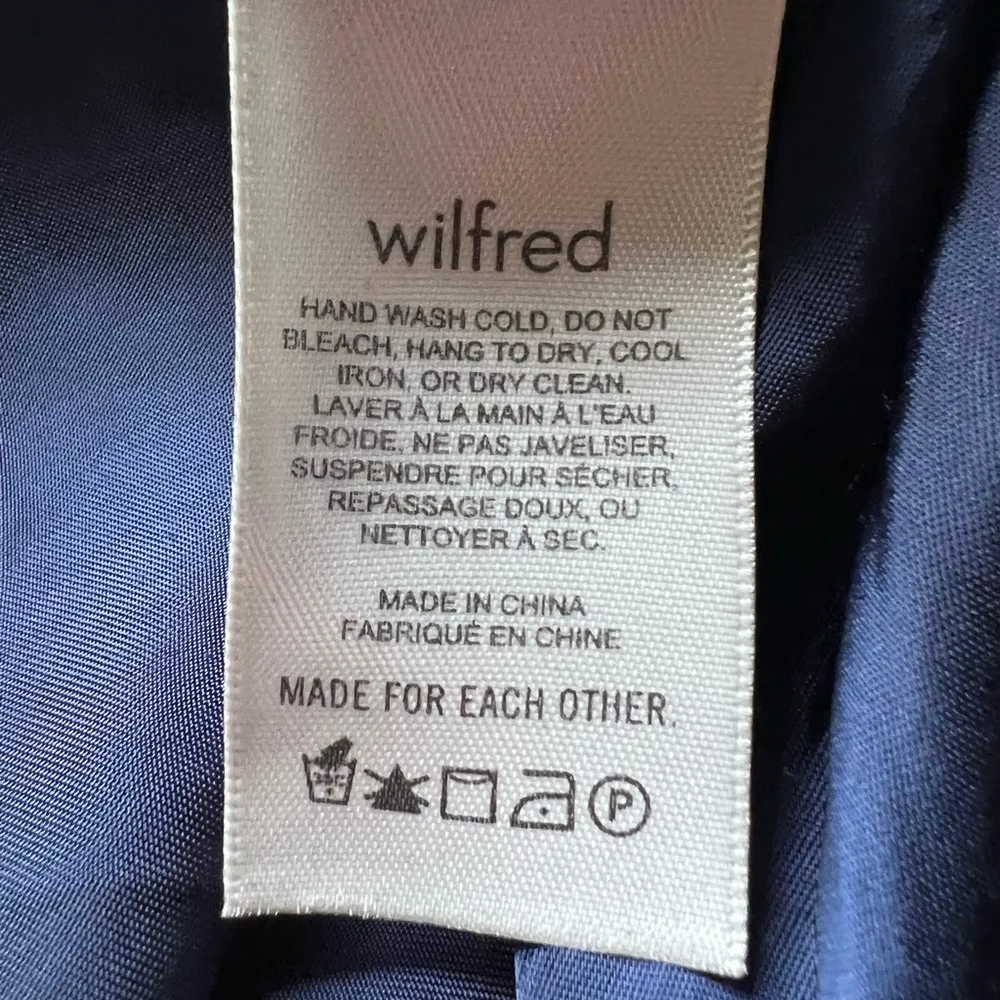 wilfred
HAND WASH COLD, DO NOT
BLEACH, HANG TO DRY, COOL
IRON, OR DRY CLEAN.
LAVER À LA MAIN À L'EAU
FROIDE, NE PAS JAVELISER,
SUSPENDRE POUR SÉCHER,
REPASSAGE DOUX, OU
NETTOYER À SEC.
MADE IN CHINA
FABRIQUÉ EN CHINE
MADE FOR EACH OTHER.
30C P